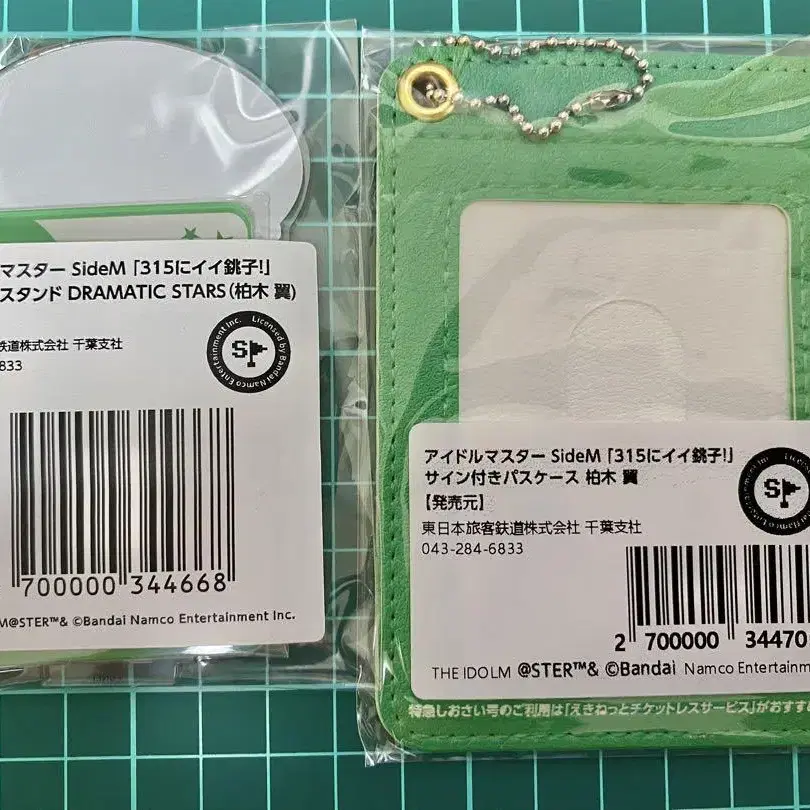 マスター SideM「315にイイ銚子!」
スタンド DRAMATIC STARS(柏木 翼)
鉄道株式会社 千葉支社
833
Licensed by Bandai Namco Entertainment Inc.
S
700000 344668
M@STER™& ©Bandai Namco Entertainment Inc.
アイドルマスター SideM「315にイイ銚子!」
サイン付きパスケース 柏木 翼
【発売元】
東日本旅客鉄道株式会社 千葉支社
043-284-6833
S
2 700000 34470
THE IDOLM @STER™& ©Bandai Namco Entertainm
特急しおさい号のご利用は「えきねっとチケットレスサービス」がおすす